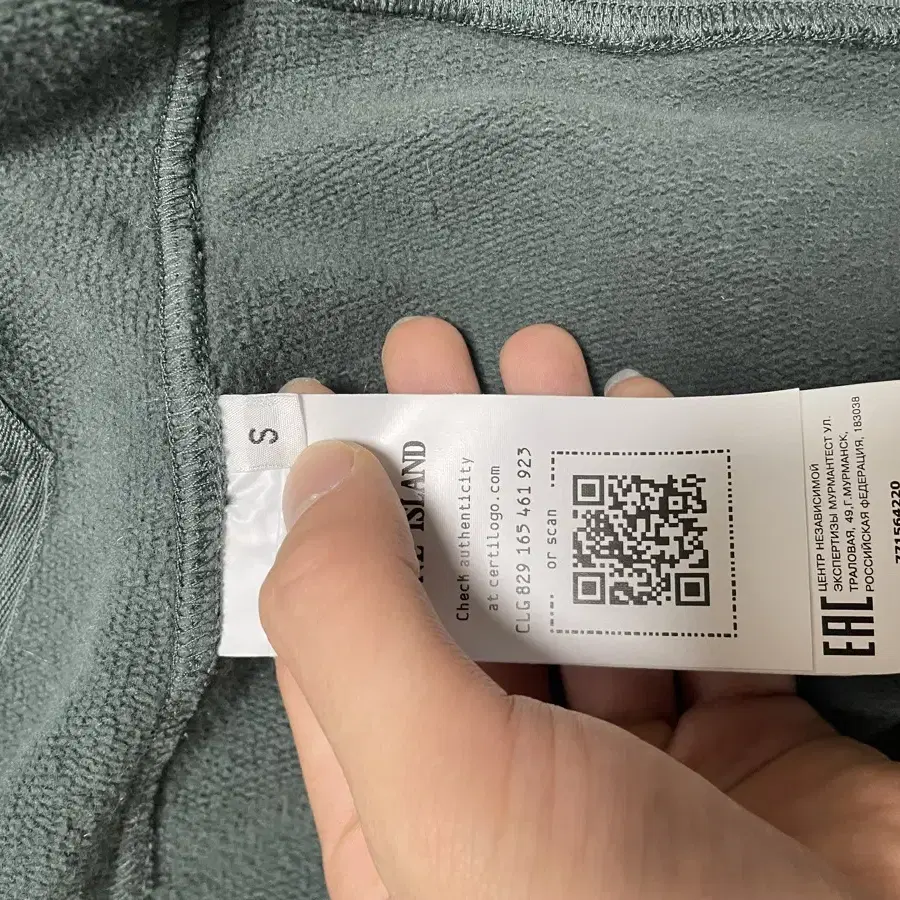 S
ISLAND
Check authenticity
at certilogo.com
CLG 829 165 461 923
or scan
ЦЕНТР НЕЗАВИСИМОЙ
ЭКСПЕРТИЗЫ МУРМАНТЕСТ УЛ.
ТРАЛОВАЯ, 49,Г.МУРМАНСК,
РОССИЙСКАЯ ФЕДЕРАЦИЯ, 183038
EAC
771564220